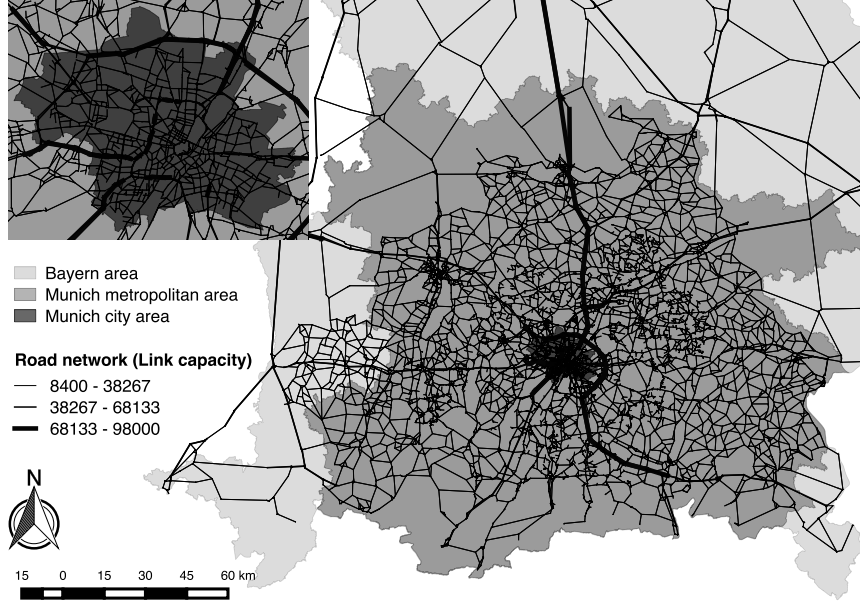 Bayern area
Munich metropolitan area
Munich city area
Road network (Link capacity)
8400 - 38267
38267 - 68133
68133 - 98000
N
15 0 15 30 45 60 km